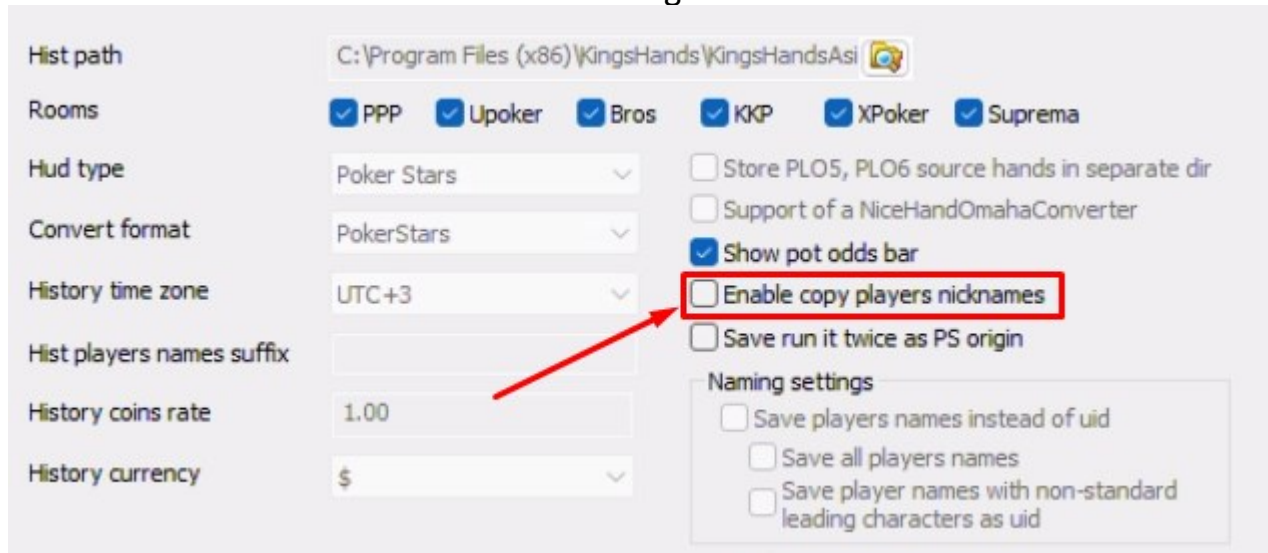 Hist path
C:\Program Files (x86)\KingsHands\KingsHandsAsi
Rooms
PPP Upoker Bros KKP XPoker Suprema
Hud type
Poker Stars
Convert format
PokerStars
History time zone
UTC+3
Hist players names suffix
History coins rate
1.00
History currency
$
Store PLO5, PLO6 source hands in separate dir
Support of a NiceHandOmahaConverter
Show pot odds bar
Enable copy players nicknames
Save run it twice as PS origin
Naming settings
Save players names instead of uid
Save all players names
Save player names with non-standard
leading characters as uid